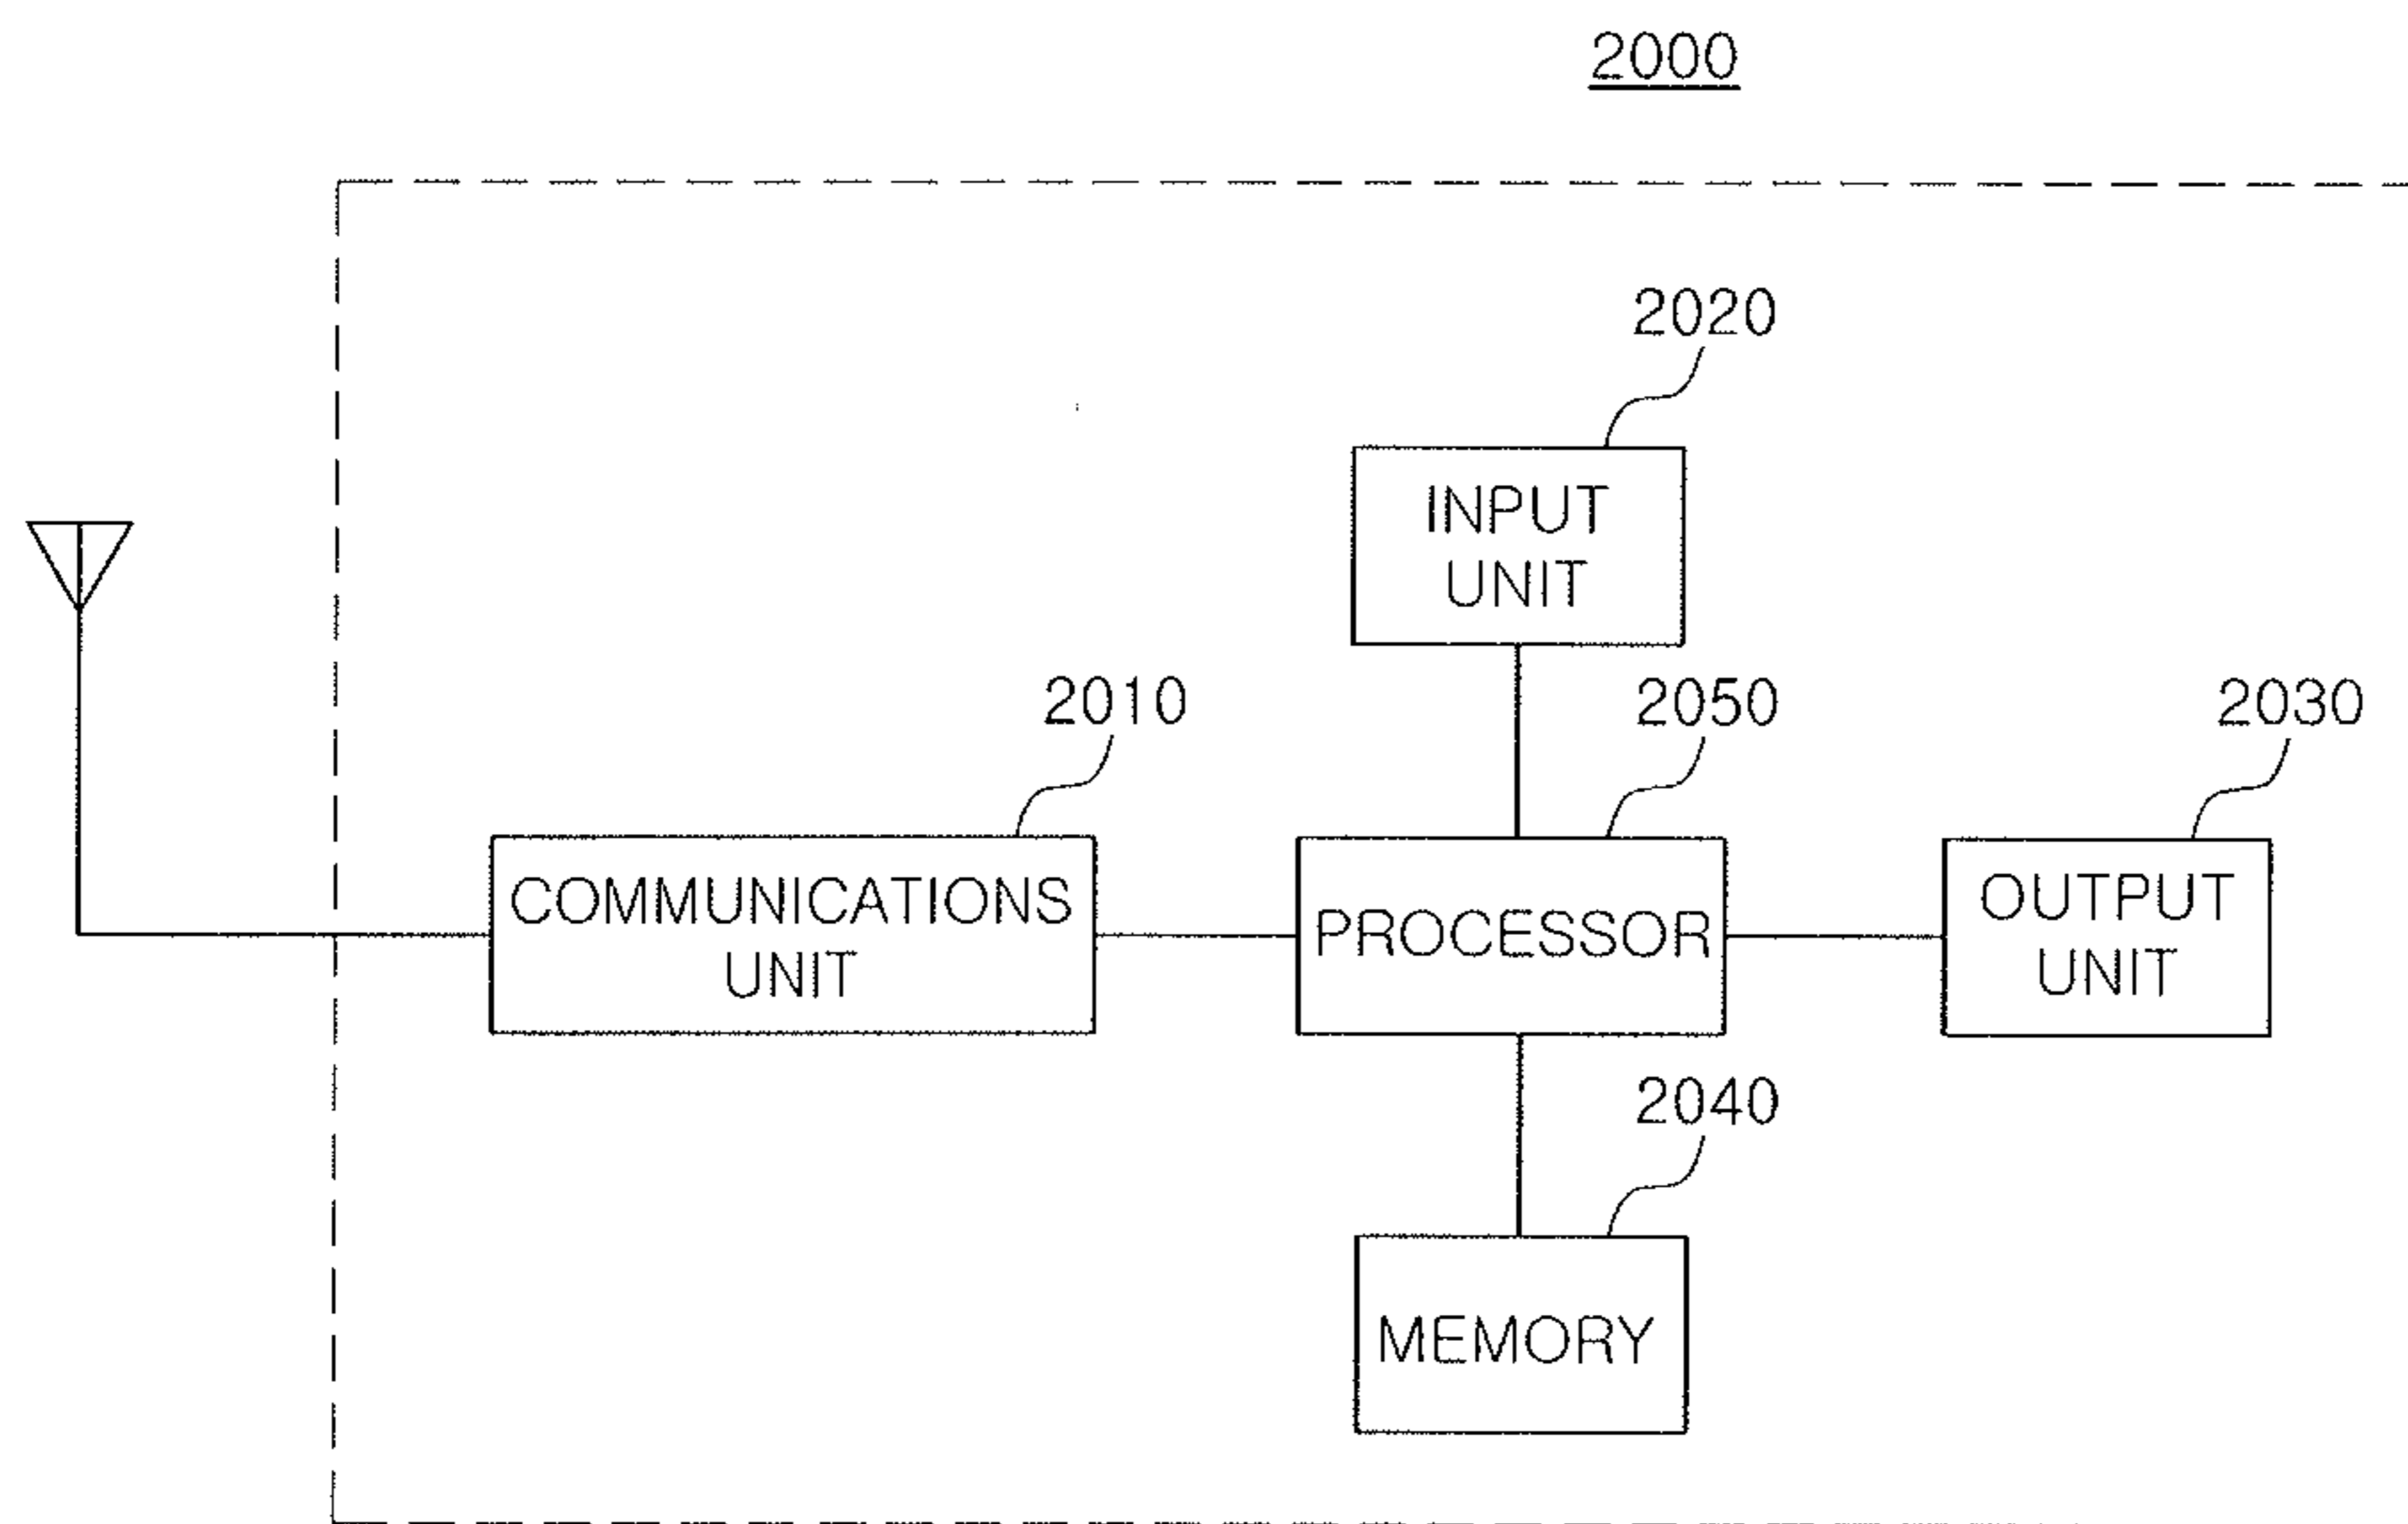 2000
2020
INPUT
UNIT
2010
2050
2030
COMMUNICATIONS
UNIT
PROCESSOR
OUTPUT
UNIT
2040
MEMORY